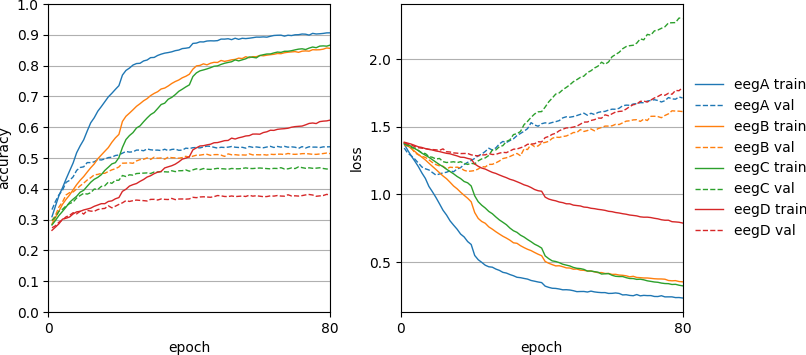 1.0
0.9
0.8
0.7
0.6
0.5
0.4
0.3
0.2
0.1
0.0
accuracy
0
80
epoch
2.0
1.5
1.0
0.5
loss
0
80
epoch
eegA train
eegA val
eegB train
eegB val
eegC train
eegC val
eegD train
eegD val